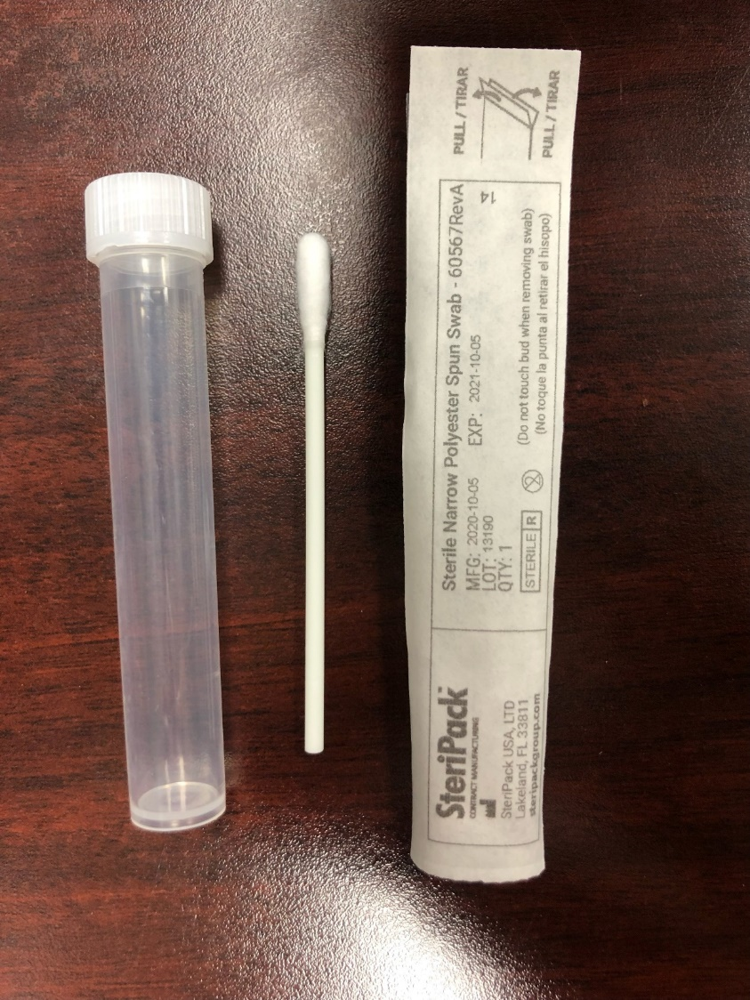 PULL / TIRAR
PULL / TIRAR
Sterile Narrow Polyester Spun Swab - 60567RevA
MFG: 2020-10-05 EXP: 2021-10-05
LOT: 13190
QTY: 1
STERILE R
(Do not touch bud when removing swab)
(No toque la punta al retirar el hisopo)
SteriPack™
CONTRACT MANUFACTURING
SteriPack USA, LTD
Lakeland, FL 33811
steripackgroup.com